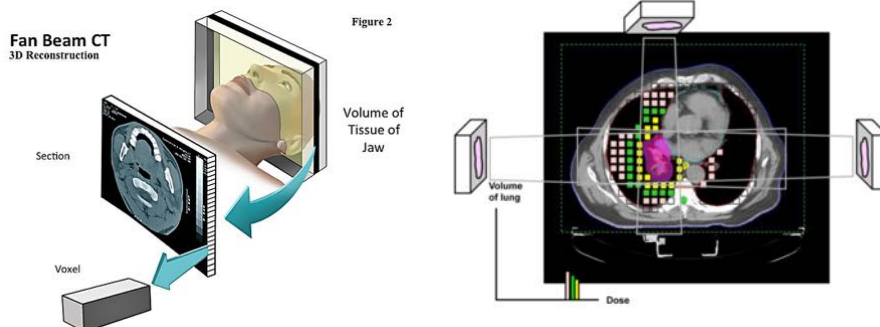 Figure 2
Fan Beam CT
3D Reconstruction
Volume of
Tissue of
Jaw
Section
Voxel
Volume
of lung
Dose